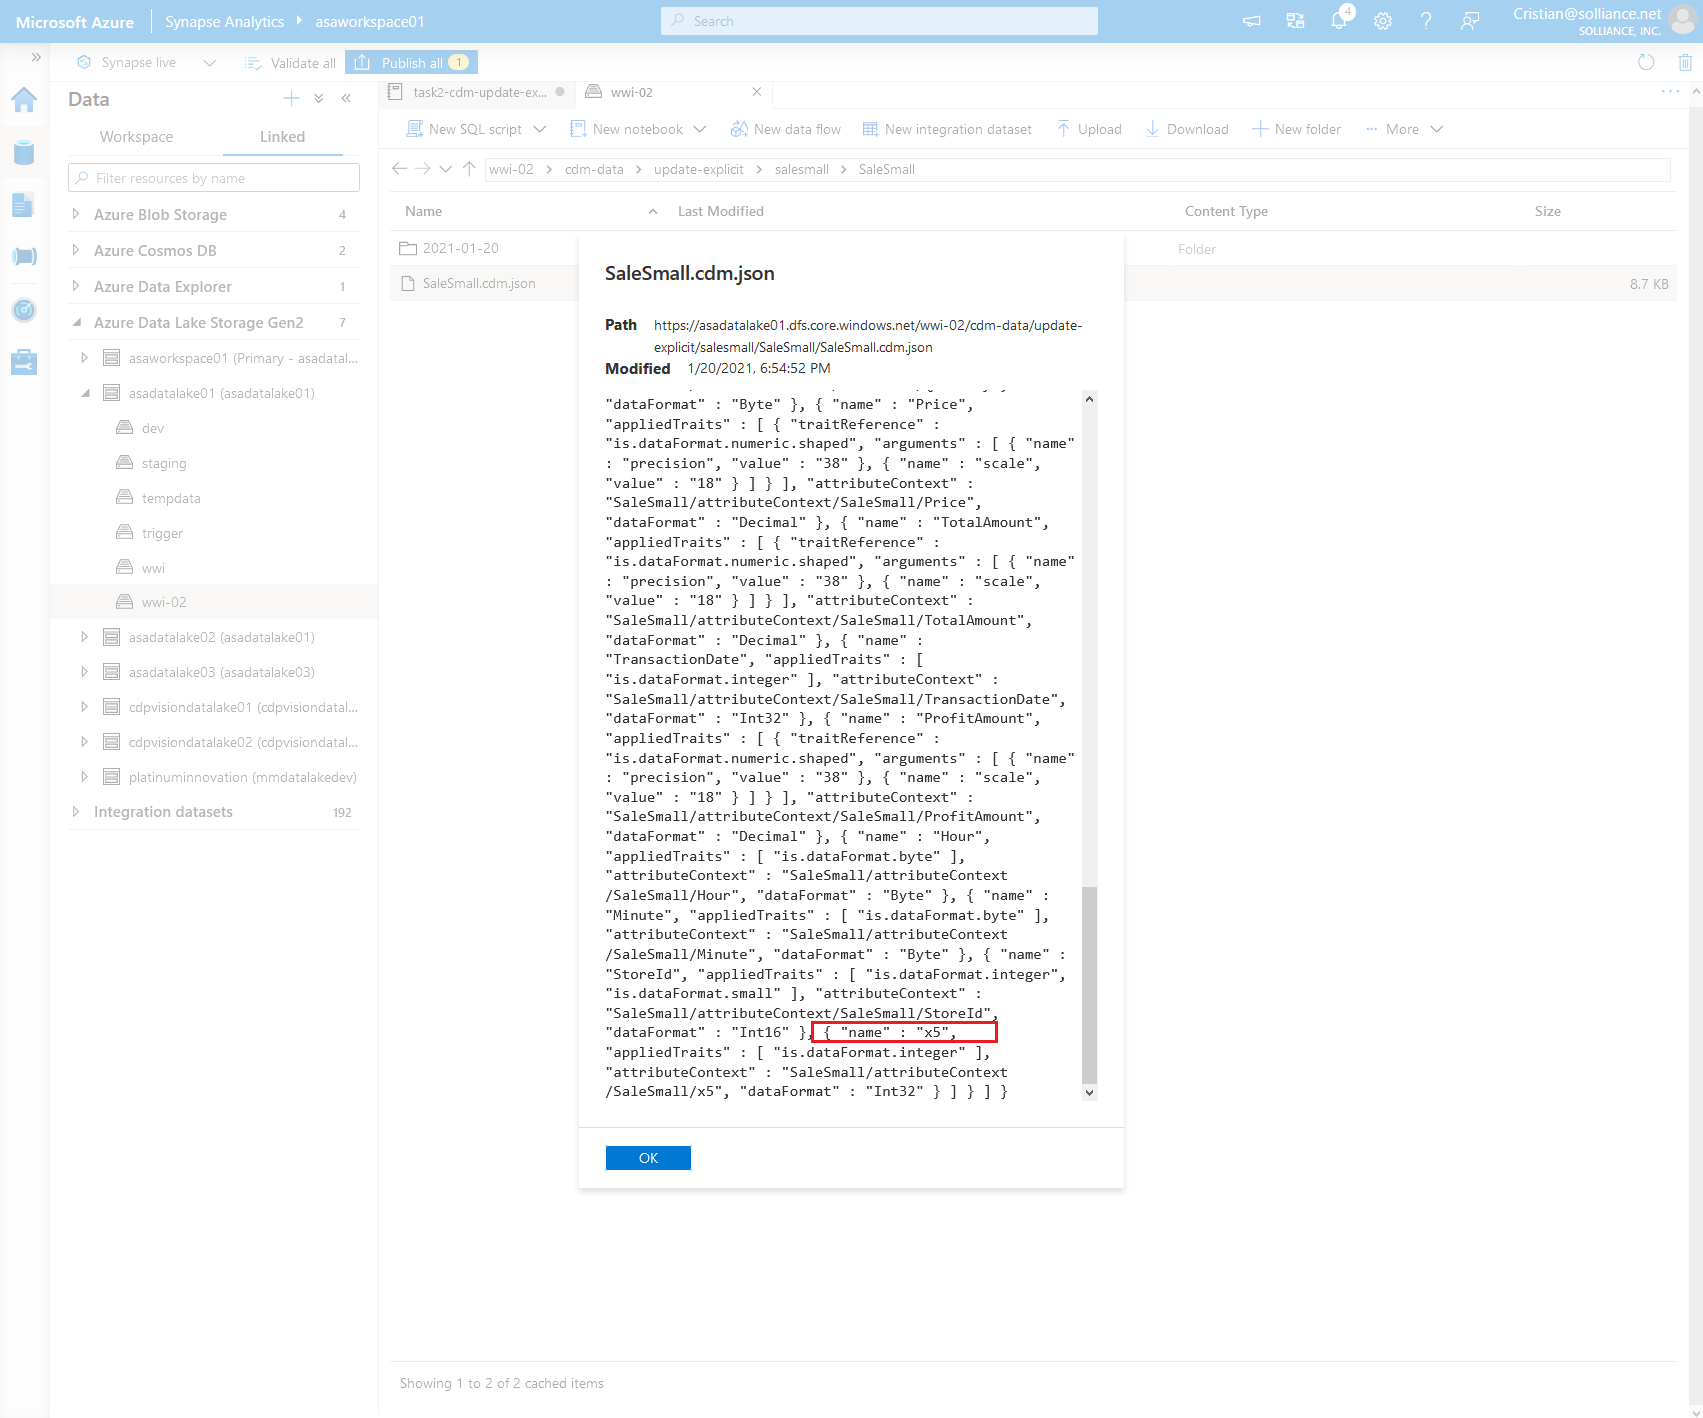 Microsoft Azure
Synapse Analytics
asaworkspace01
Search
4
Cristian@solliance.net
SOLLIANCE, INC.
Synapse live
Validate all
Publish all 1
Data
Workspace
Linked
Filter resources by name
Azure Blob Storage 4
Azure Cosmos DB 2
Azure Data Explorer 1
Azure Data Lake Storage Gen2 7
asaworkspace01 (Primary - asadatal...
asadatalake01 (asadatalake01)
dev
staging
tempdata
trigger
wwi
wwi-02
asadatalake02 (asadatalake01)
asadatalake03 (asadatalake03)
cdpvisiondatalake01 (cdpvisiondatal...
cdpvisiondatalake02 (cdpvisiondatal...
platinuminnovation (mmdatalakedev)
Integration datasets 192
task2-cdm-update-ex...
wwi-02
New SQL script
New notebook
New data flow
New integration dataset
Upload
Download
New folder
More
wwi-02 > cdm-data > update-explicit > salesmall > SaleSmall
Name
Last Modified
Content Type
Size
2021-01-20
Folder
SaleSmall.cdm.json
8.7 KB
SaleSmall.cdm.json
Path https://asadatalake01.dfs.core.windows.net/wwi-02/cdm-data/update-
explicit/salesmall/SaleSmall/SaleSmall.cdm.json
Modified 1/20/2021, 6:54:52 PM
"dataFormat" : "Byte" }, { "name" : "Price",
"appliedTraits" : [ { "traitReference" :
"is.dataFormat.numeric.shaped", "arguments" : [ { "name"
: "precision", "value" : "38" }, { "name" : "scale",
"value" : "18" } ] } ], "attributeContext" :
"SaleSmall/attributeContext/SaleSmall/Price",
"dataFormat" : "Decimal" }, { "name" : "TotalAmount",
"appliedTraits" : [ { "traitReference" :
"is.dataFormat.numeric.shaped", "arguments" : [ { "name"
: "precision", "value" : "38" }, { "name" : "scale",
"value" : "18" } ] } ], "attributeContext" :
"SaleSmall/attributeContext/SaleSmall/TotalAmount",
"dataFormat" : "Decimal" }, { "name" :
"TransactionDate", "appliedTraits" : [
"is.dataFormat.integer" ], "attributeContext" :
"SaleSmall/attributeContext/SaleSmall/TransactionDate",
"dataFormat" : "Int32" }, { "name" : "ProfitAmount",
"appliedTraits" : [ { "traitReference" :
"is.dataFormat.numeric.shaped", "arguments" : [ { "name"
: "precision", "value" : "38" }, { "name" : "scale",
"value" : "18" } ] } ], "attributeContext" :
"SaleSmall/attributeContext/SaleSmall/ProfitAmount",
"dataFormat" : "Decimal" }, { "name" : "Hour",
"appliedTraits" : [ "is.dataFormat.byte" ],
"attributeContext" : "SaleSmall/attributeContext
/SaleSmall/Hour", "dataFormat" : "Byte" }, { "name" :
"Minute", "appliedTraits" : [ "is.dataFormat.byte" ],
"attributeContext" : "SaleSmall/attributeContext
/SaleSmall/Minute", "dataFormat" : "Byte" }, { "name" :
"StoreId", "appliedTraits" : [ "is.dataFormat.integer",
"is.dataFormat.small" ], "attributeContext" :
"SaleSmall/attributeContext/SaleSmall/StoreId",
"dataFormat" : "Int16" }, { "name" : "x5",
"appliedTraits" : [ "is.dataFormat.integer" ],
"attributeContext" : "SaleSmall/attributeContext
/SaleSmall/x5", "dataFormat" : "Int32" } ] } ] }
OK
Showing 1 to 2 of 2 cached items